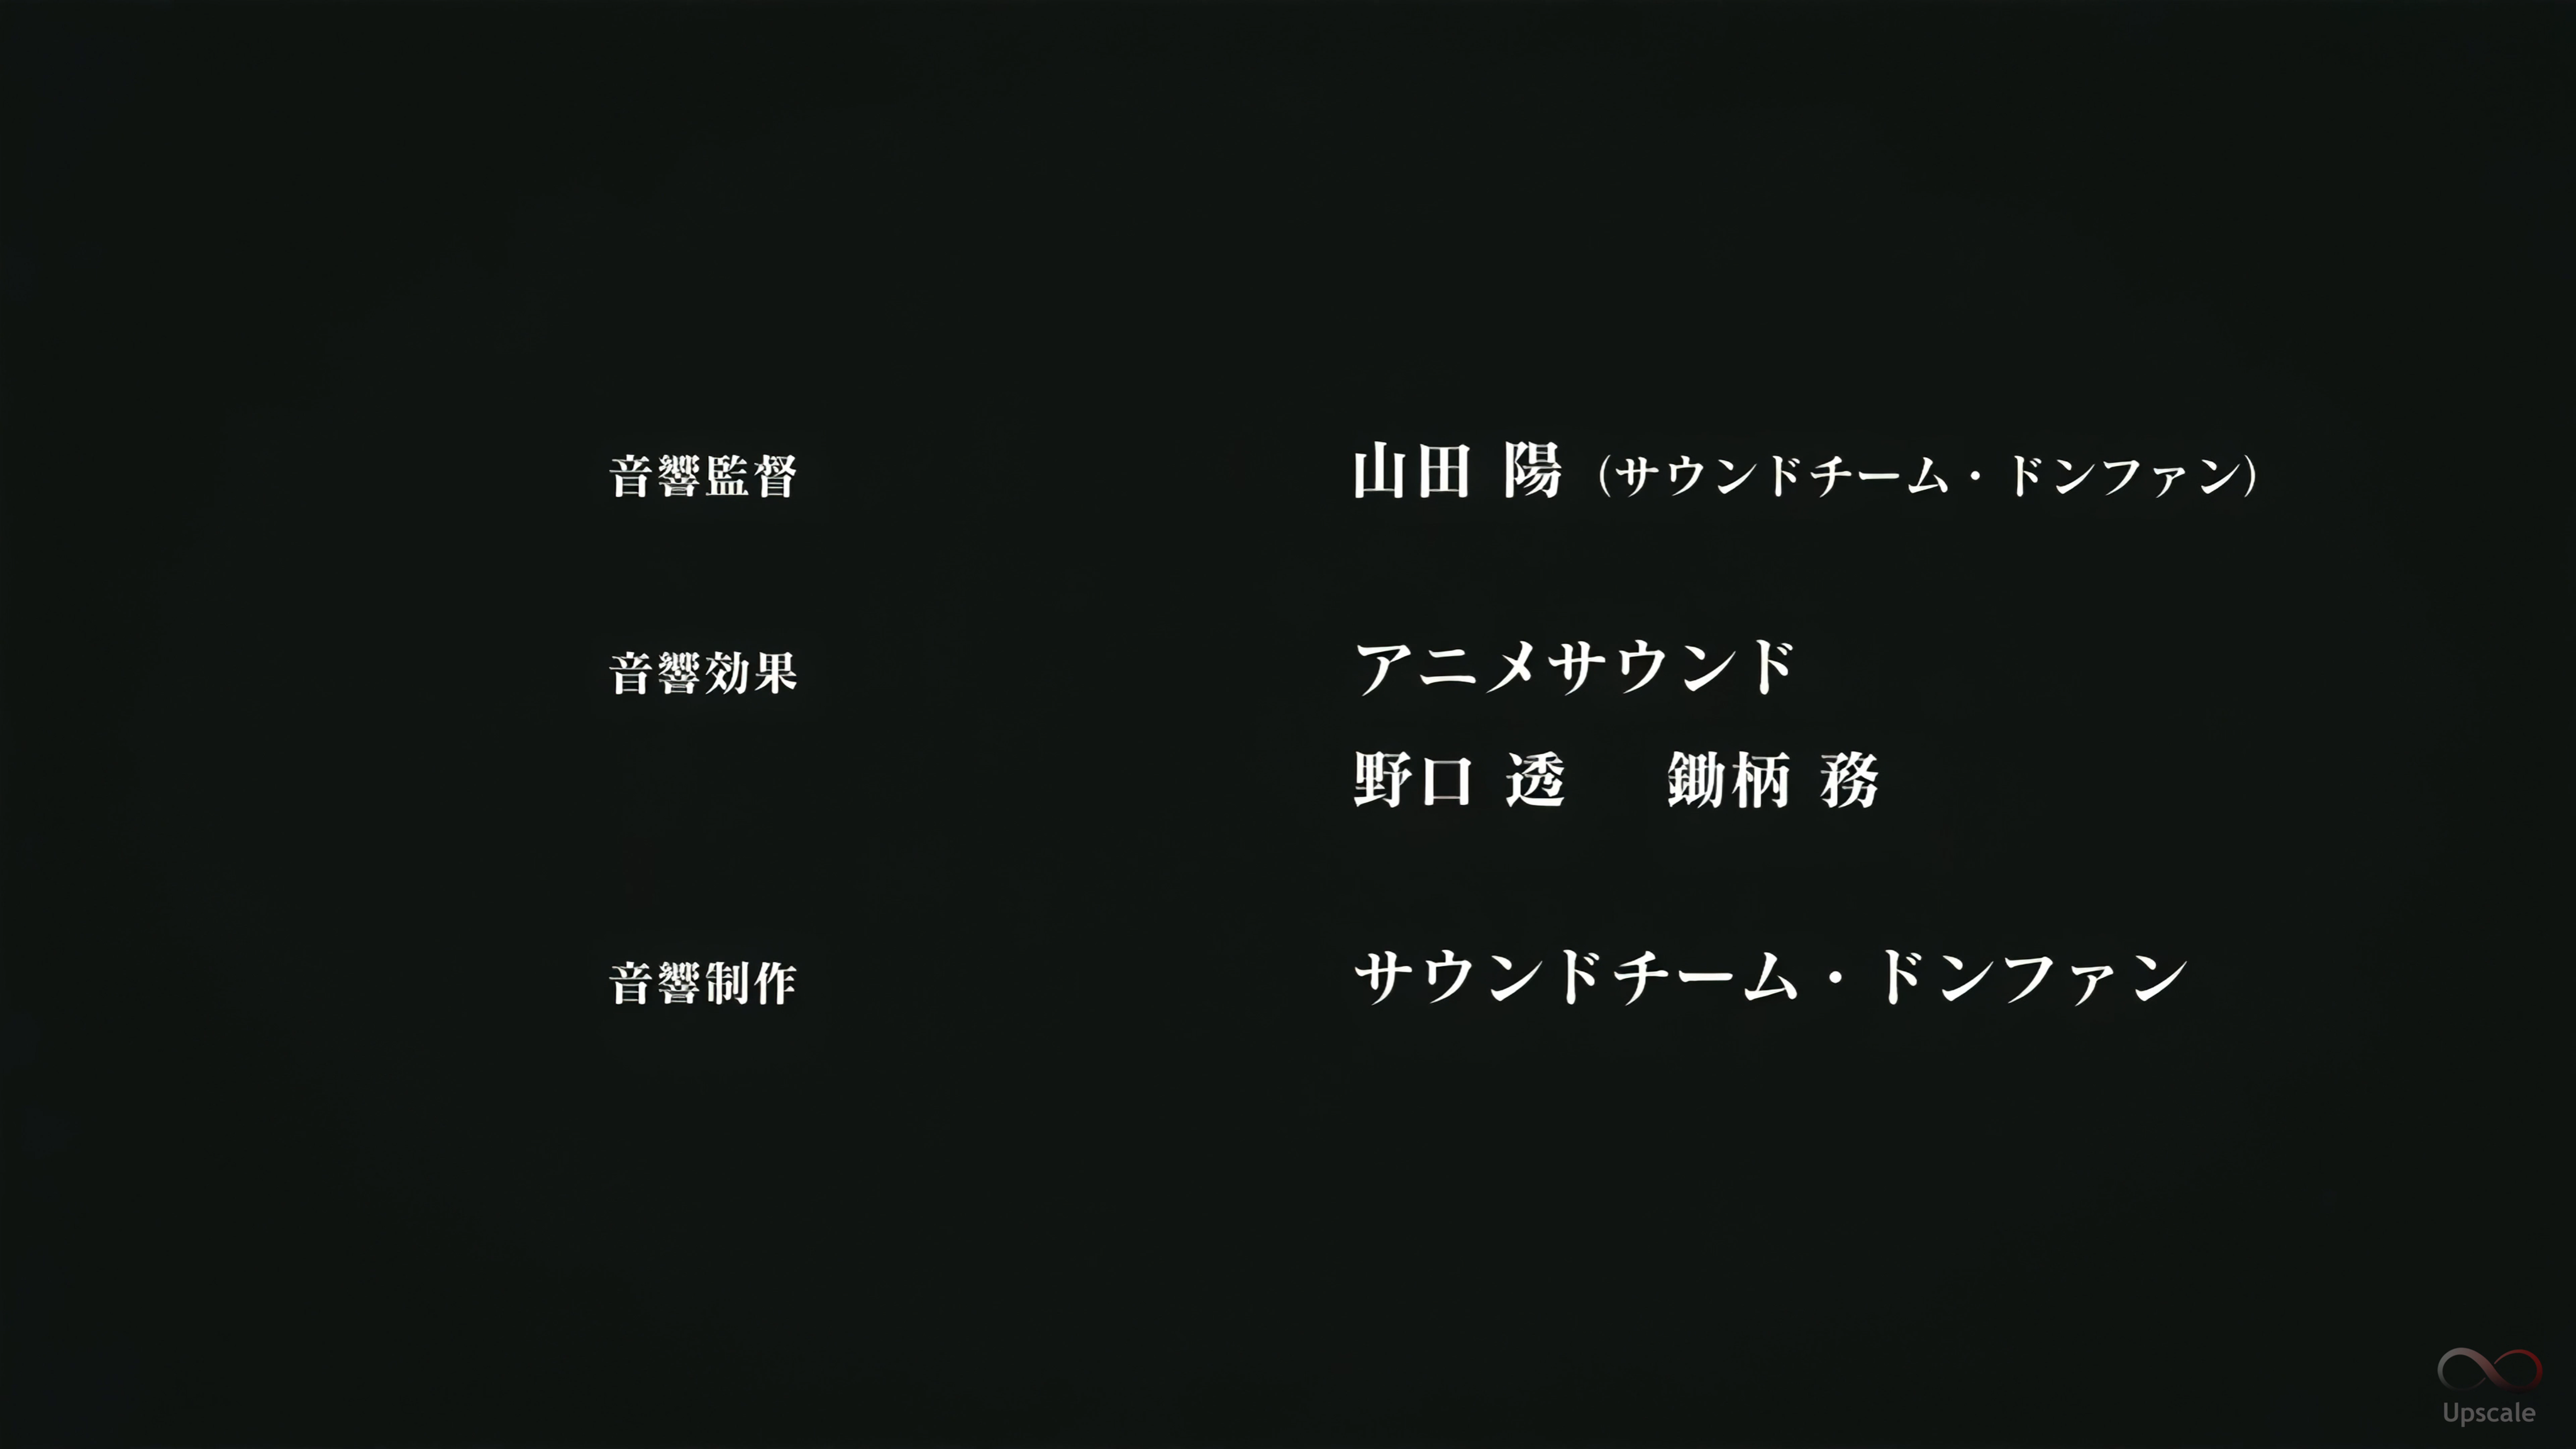 音響監督 山田 陽 (サウンドチーム・ドンファン)
音響効果 アニメサウンド
野口 透 鋤柄 務
音響制作 サウンドチーム・ドンファン
Upscale